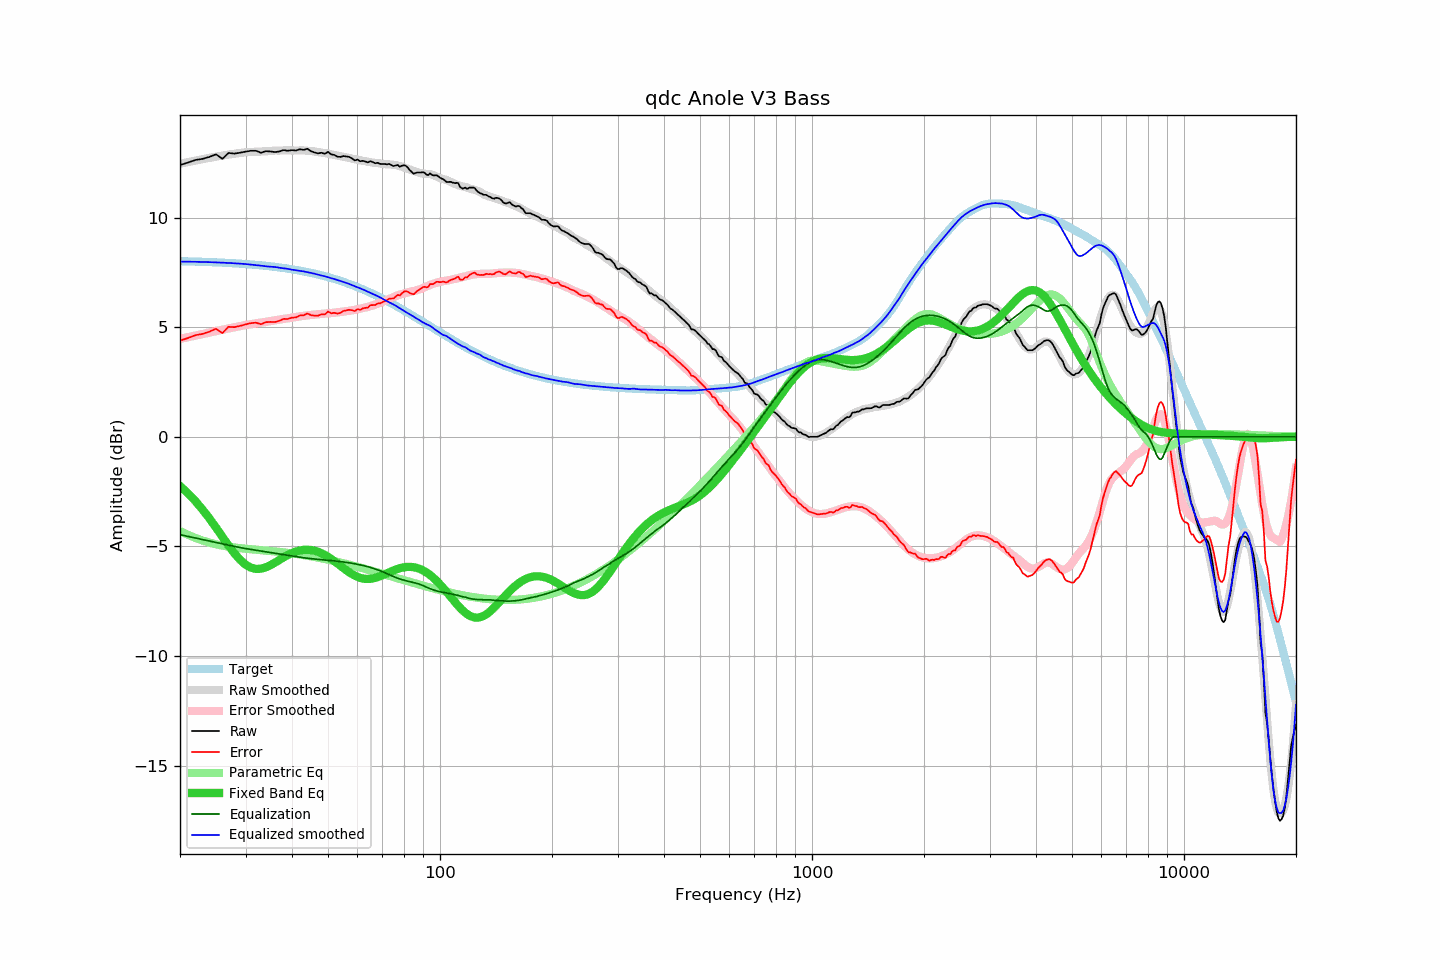 qdc Anole V3 Bass
Amplitude (dBr)
10
5
0
−5
−10
−15
Target
Raw Smoothed
Error Smoothed
Raw
Error
Parametric Eq
Fixed Band Eq
Equalization
Equalized smoothed
100
1000
10000
Frequency (Hz)